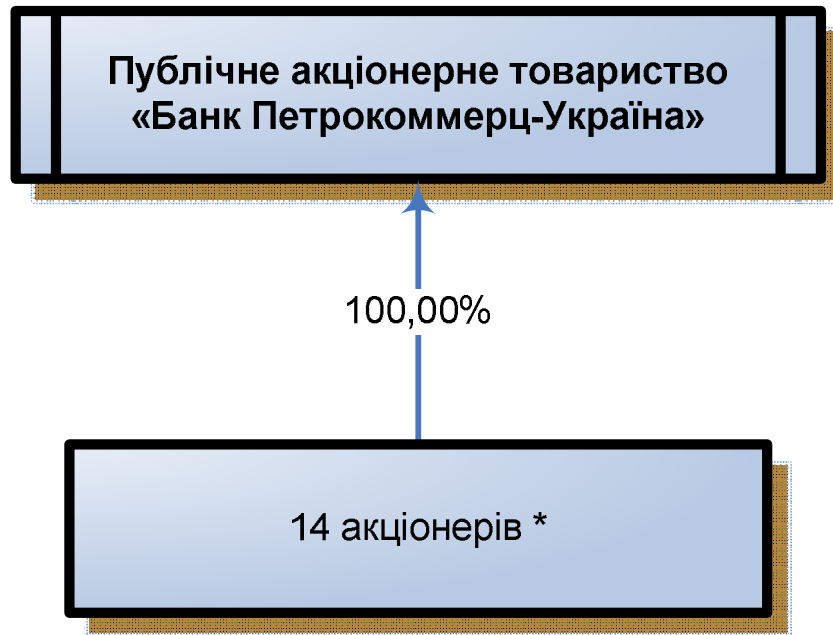 Публічне акціонерне товариство
«Банк Петрокоммерц-Україна»
100,00%
14 акціонерів *